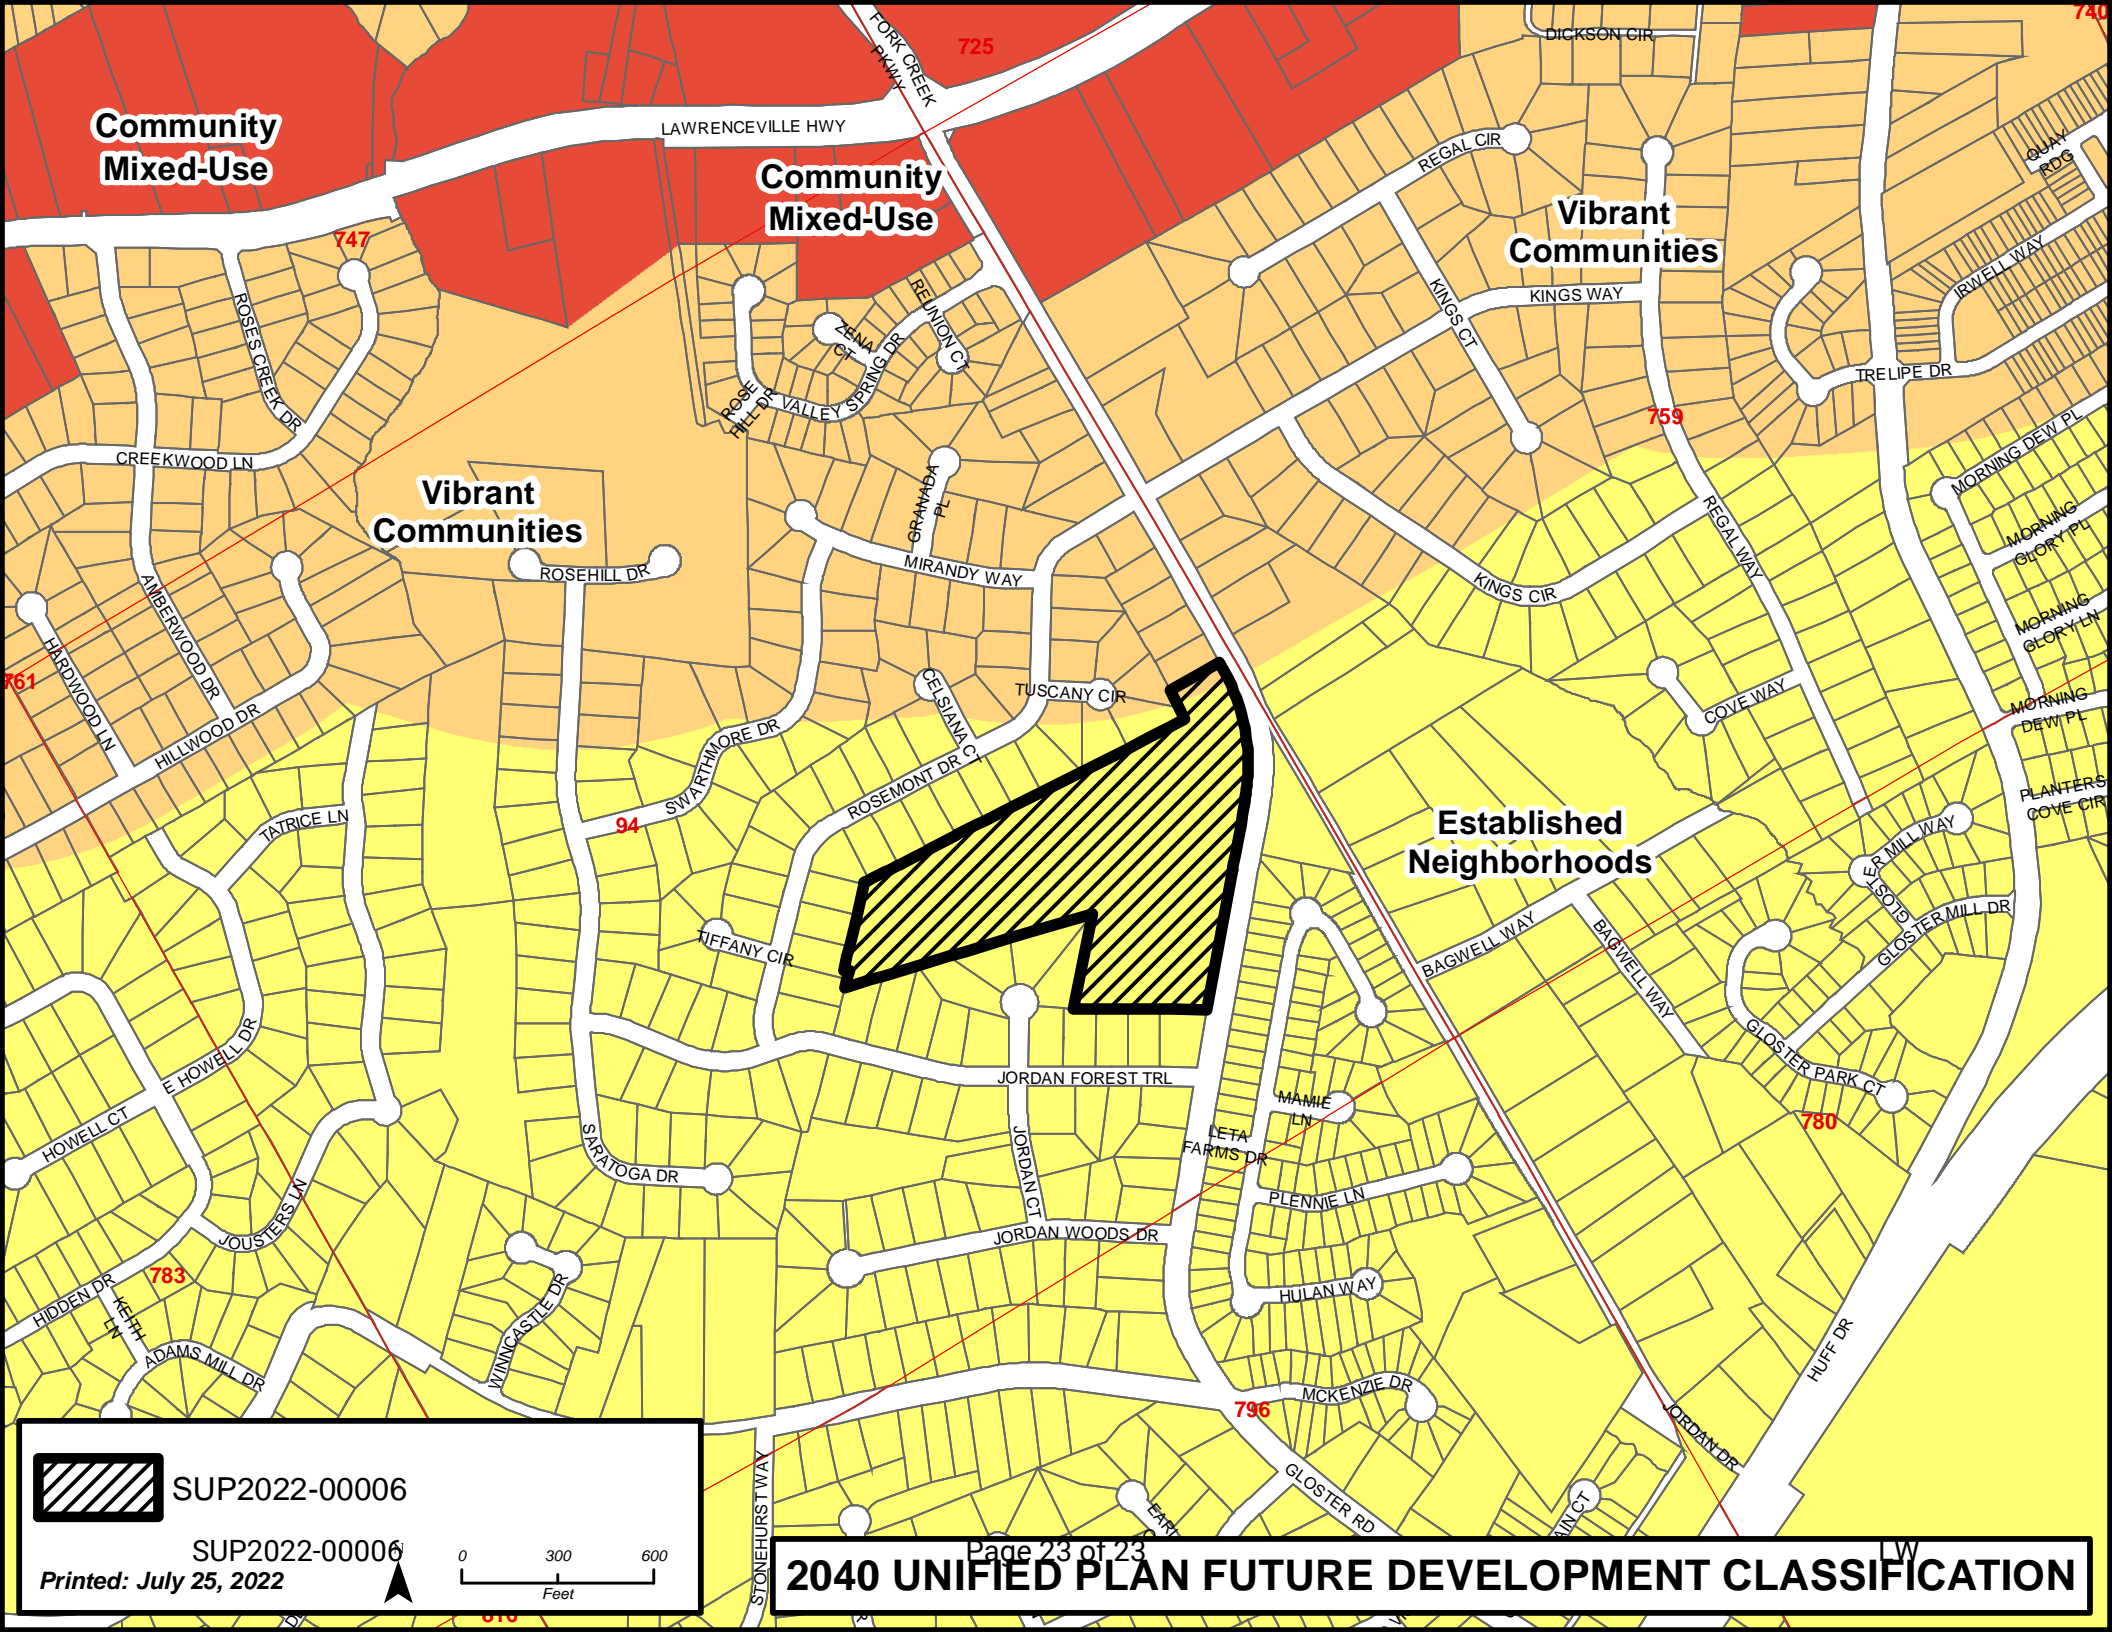 FORK CREEK
PKWY
725
740
DICKSON CIR
Community
Mixed-Use
LAWRENCEVILLE HWY
Community
Mixed-Use
REGAL CIR
QUAY
RDG
Vibrant
Communities
747
ROSES CREEK DR
REUNION CT
ZENA
CT
KINGS CT
KINGS WAY
IRWELL WAY
ROSE
HILL DR
VALLEY SPRING DR
TRELIPE DR
759
MORNING DEW PL
CREEKWOOD LN
Vibrant
Communities
GRANADA
PL
REGAL WAY
MORNING
GLORY PL
ROSEHILL DR
MIRANDY WAY
KINGS CIR
AMBERWOOD DR
MORNING
GLORY LN
HARDWOOD LN
761
CELSIANA CT
TUSCANY CIR
COVE WAY
MORNING
DEW PL
HILLWOOD DR
SWARTHMORE DR
ROSEMONT DR
PLANTERS
COVE CIR
TATRICE LN
94
Established
Neighborhoods
GLOSTER MILL WAY
GLOSTER MILL DR
TIFFANY CIR
BAGWELL WAY
BAGWELL WAY
E HOWELL DR
GLOSTER PARK CT
JORDAN FOREST TRL
MAMIE
LN
780
HOWELL CT
SARATOGA DR
JORDAN CT
LETA
FARMS DR
PLENNIE LN
JOUSTERS LN
JORDAN WOODS DR
783
HIDDEN DR
KEITH
LN
WINNCASTLE DR
HULAN WAY
HUFF DR
ADAMS MILL DR
MCKENZIE DR
796
JORDAN DR
STONEHURST WAY
GLOSTER RD
SUP2022-00006
SUP2022-00006
N
0 300 600
Feet
Printed: July 25, 2022
Page 23 of 23
LW
2040 UNIFIED PLAN FUTURE DEVELOPMENT CLASSIFICATION